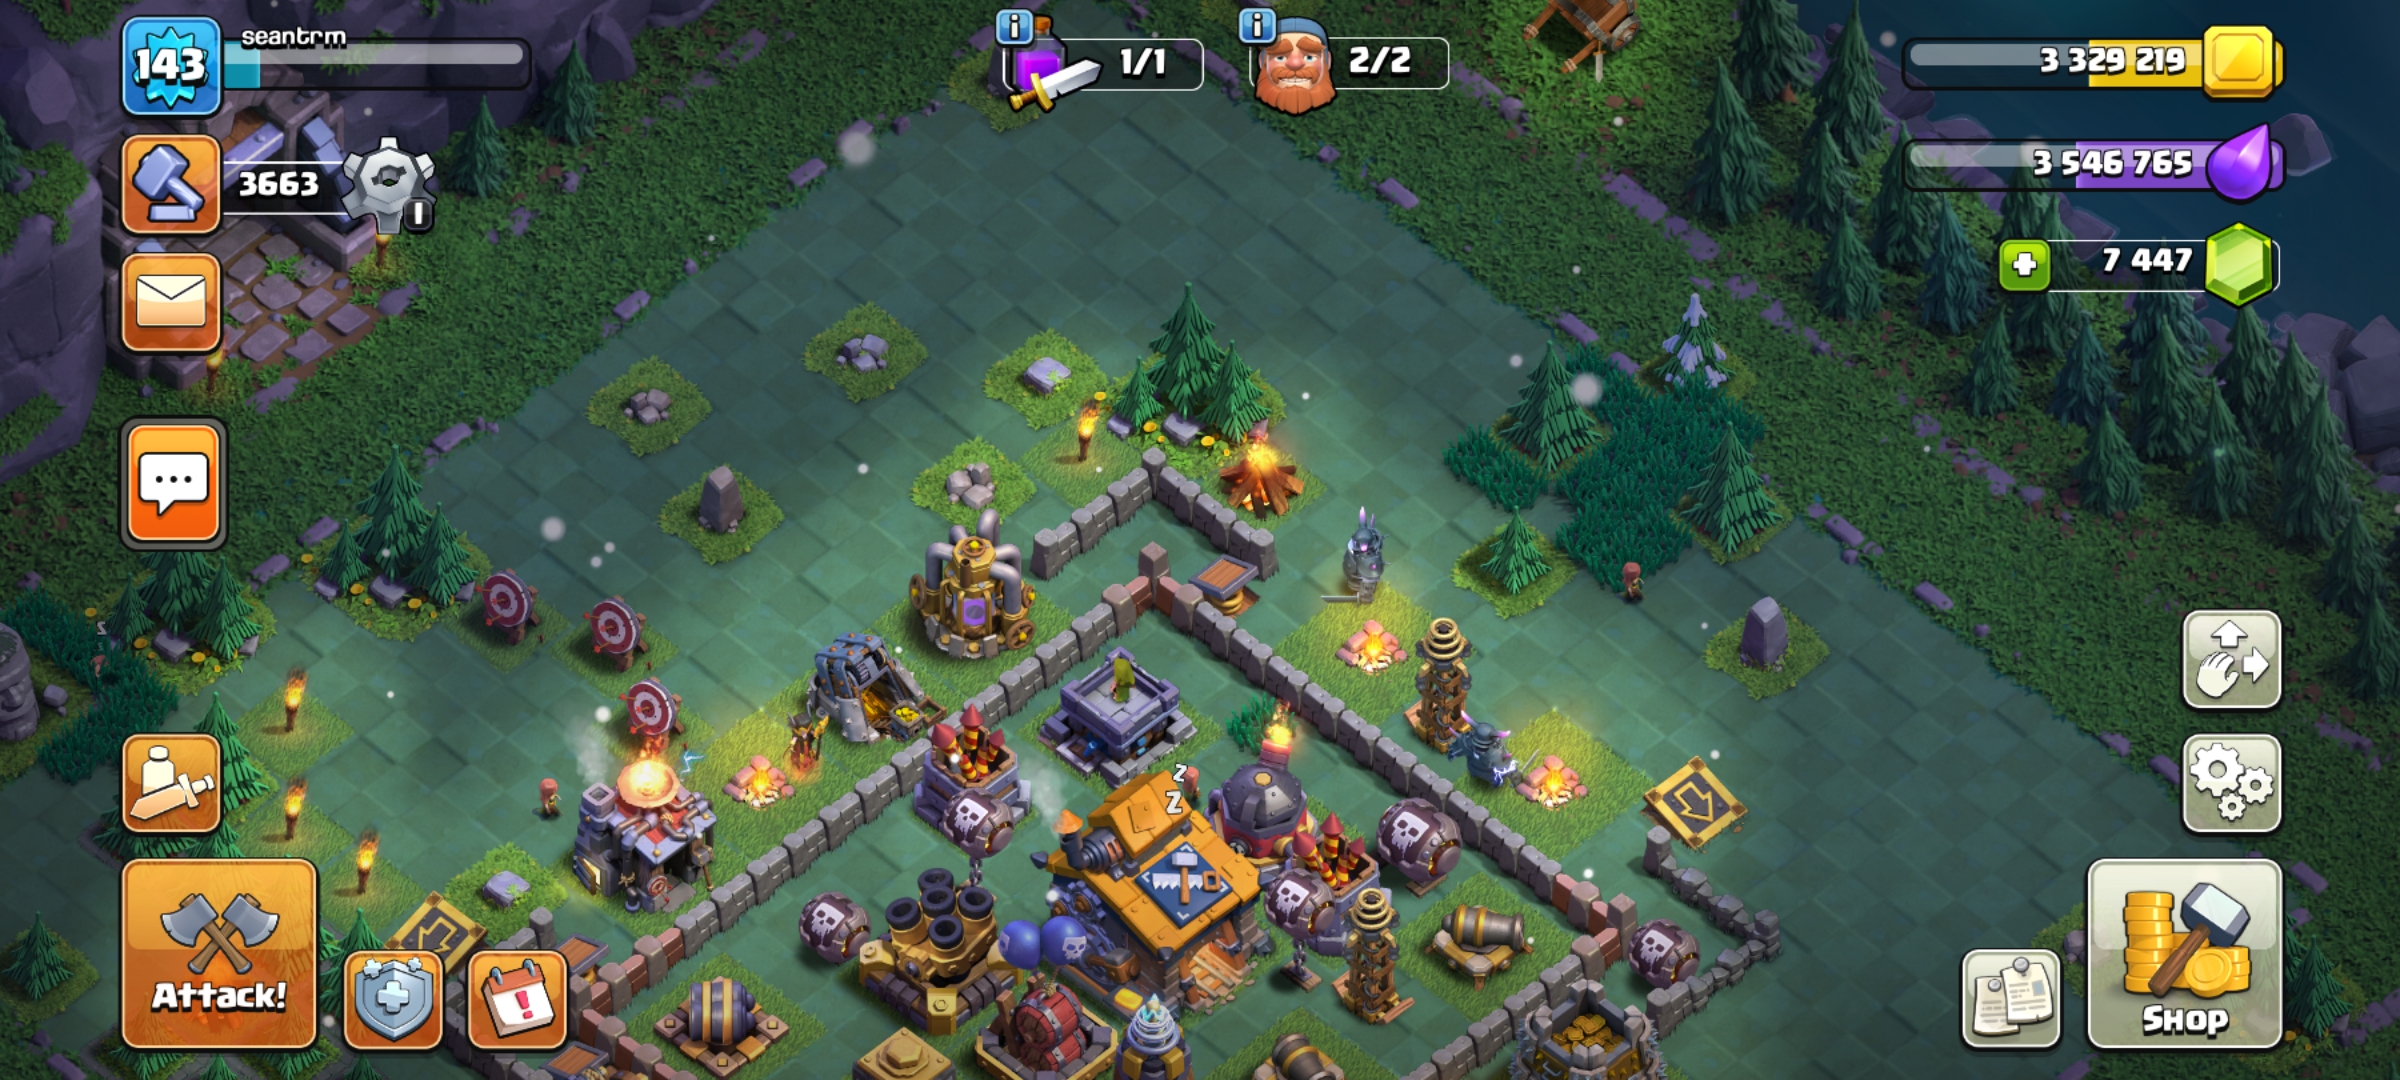 143
seantrm
1/1
2/2
3 329 219
3663
I
3 546 765
7 447
z
z
z
Attack!
Shop